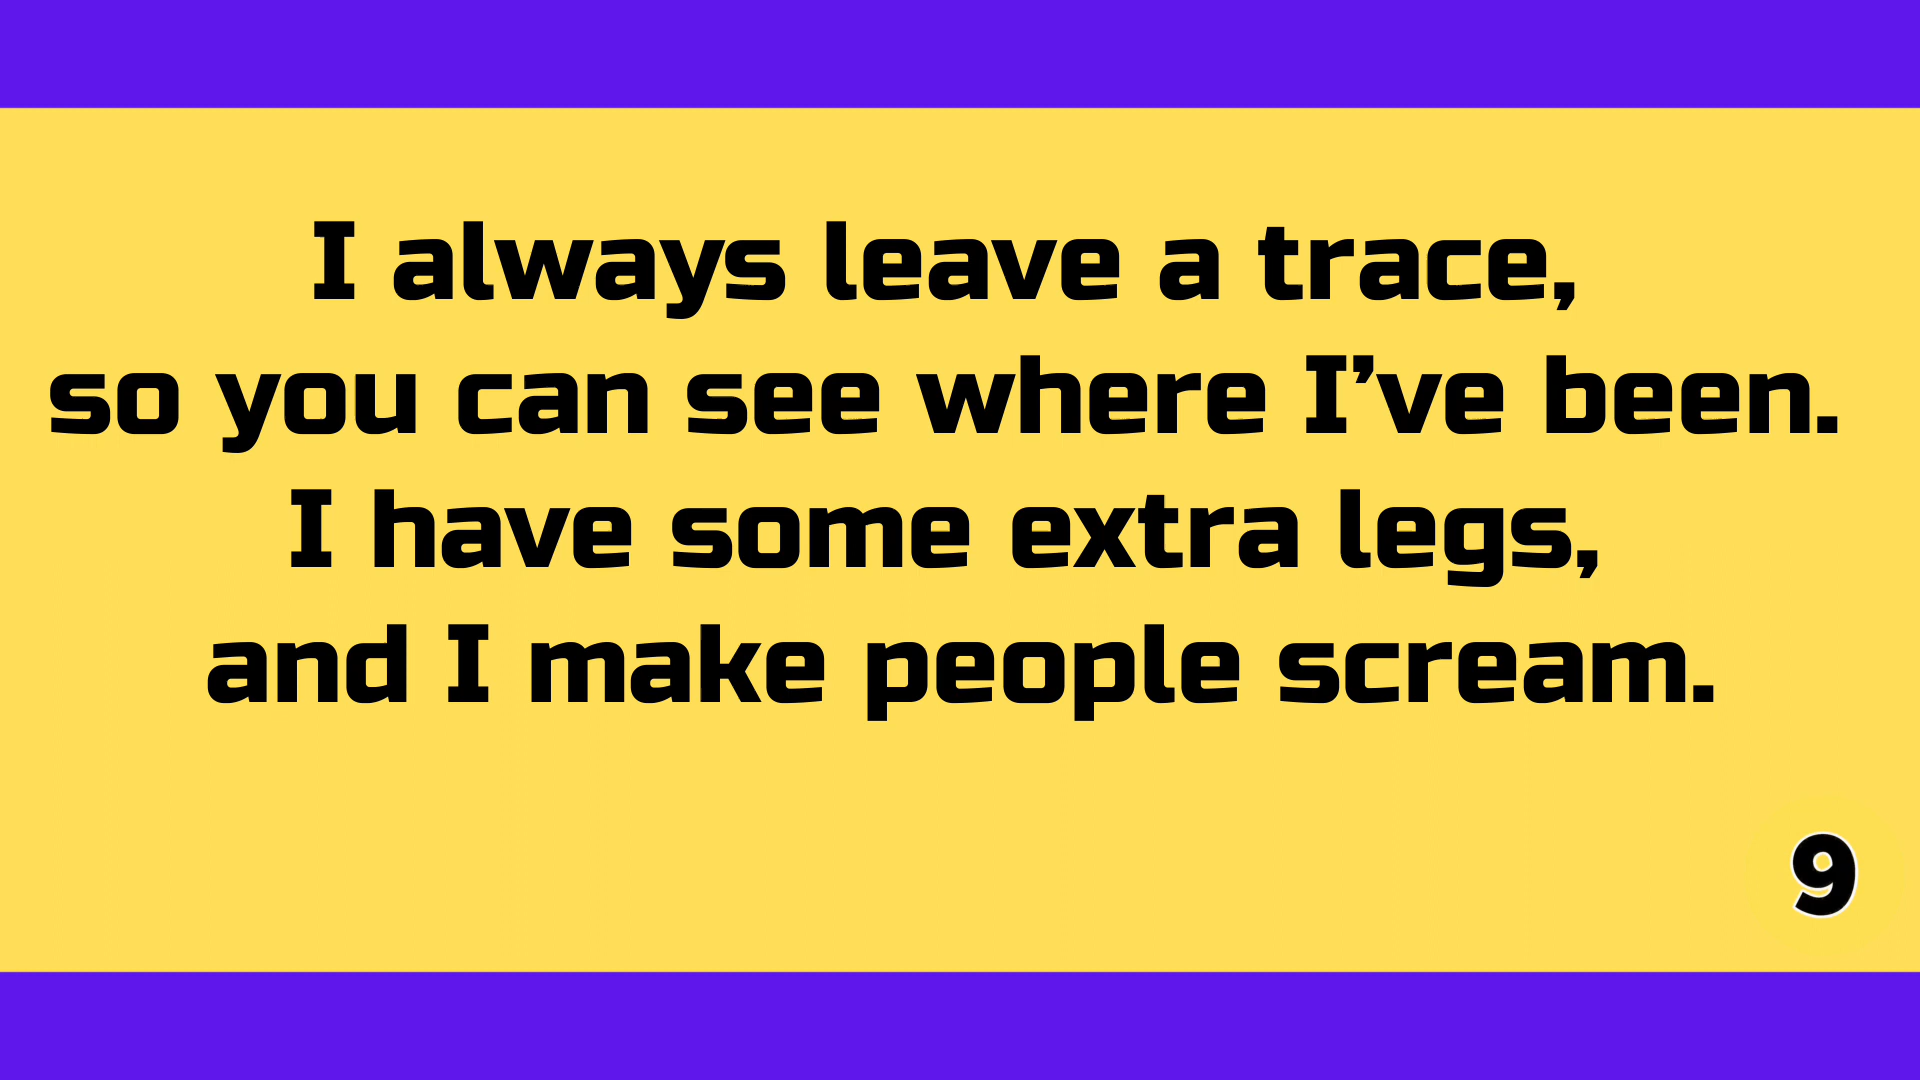 I always leave a trace,
so you can see where I’ve been.
I have some extra legs,
and I make people scream.
9